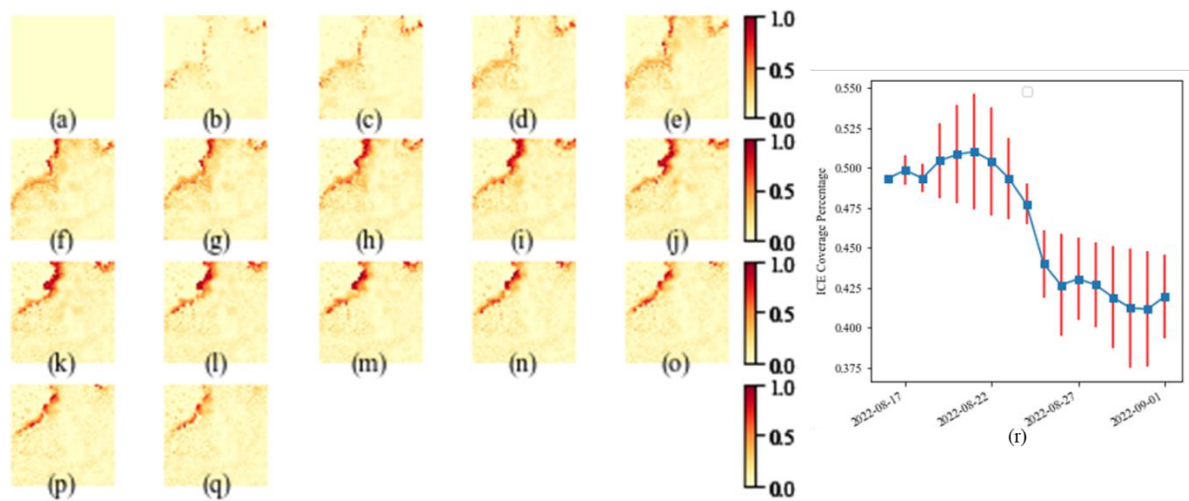 (a) (b) (c) (d) (e)
1.0
0.5
0.0
(f) (g) (h) (i) (j)
1.0
0.5
0.0
(k) (l) (m) (n) (o)
1.0
0.5
0.0
(p) (q)
1.0
0.5
0.0
ICE Coverage Percentage
0.550
0.525
0.500
0.475
0.450
0.425
0.400
0.375
2022-08-17 2022-08-22 2022-08-27 2022-09-01
(r)